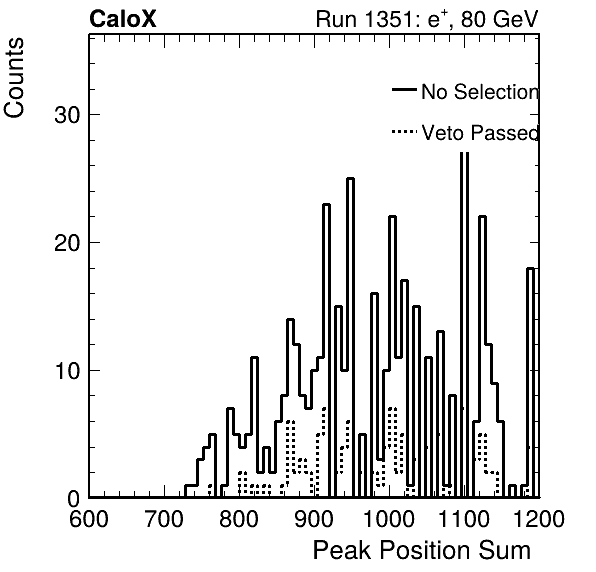 CaloX Run 1351: e+, 80 GeV
Counts
No Selection
Veto Passed
30
20
10
0
600 700 800 900 1000 1100 1200
Peak Position Sum